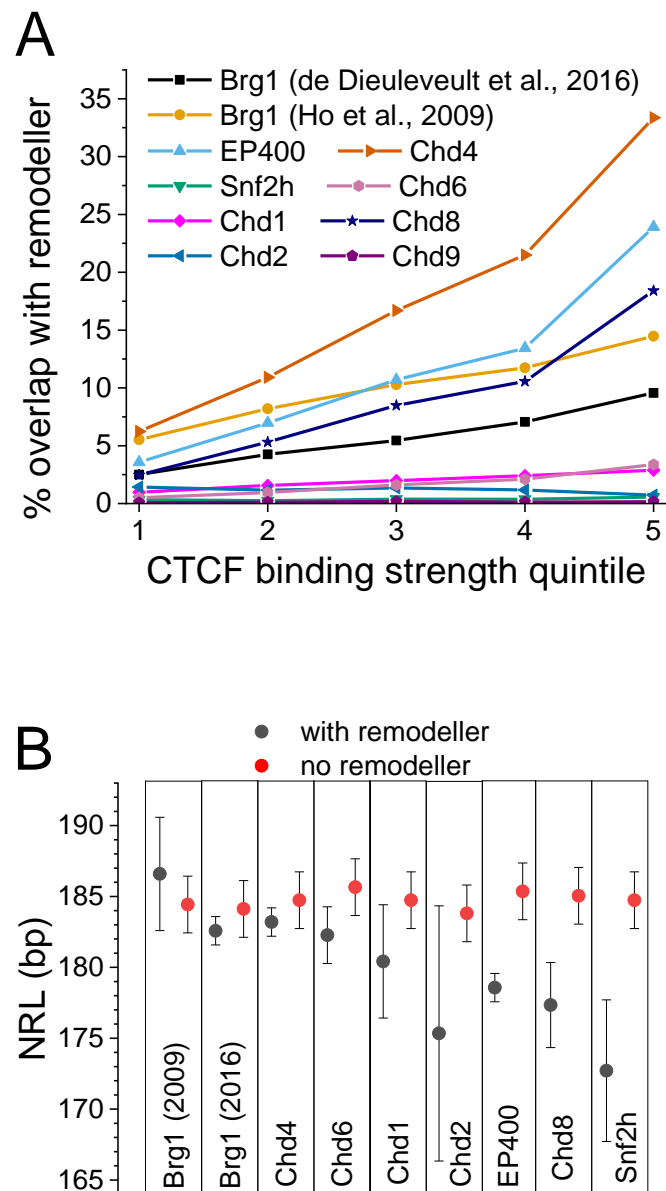 A
Brg1 (de Dieuleveult et al., 2016)
Brg1 (Ho et al., 2009)
EP400 Chd4
Snf2h Chd6
Chd1 Chd8
Chd2 Chd9
% overlap with remodeller
35
30
25
20
15
10
5
0
1 2 3 4 5
CTCF binding strength quintile
B
with remodeller
no remodeller
NRL (bp)
190
185
180
175
170
165
Brg1 (2009)
Brg1 (2016)
Chd4
Chd6
Chd1
Chd2
EP400
Chd8
Snf2h